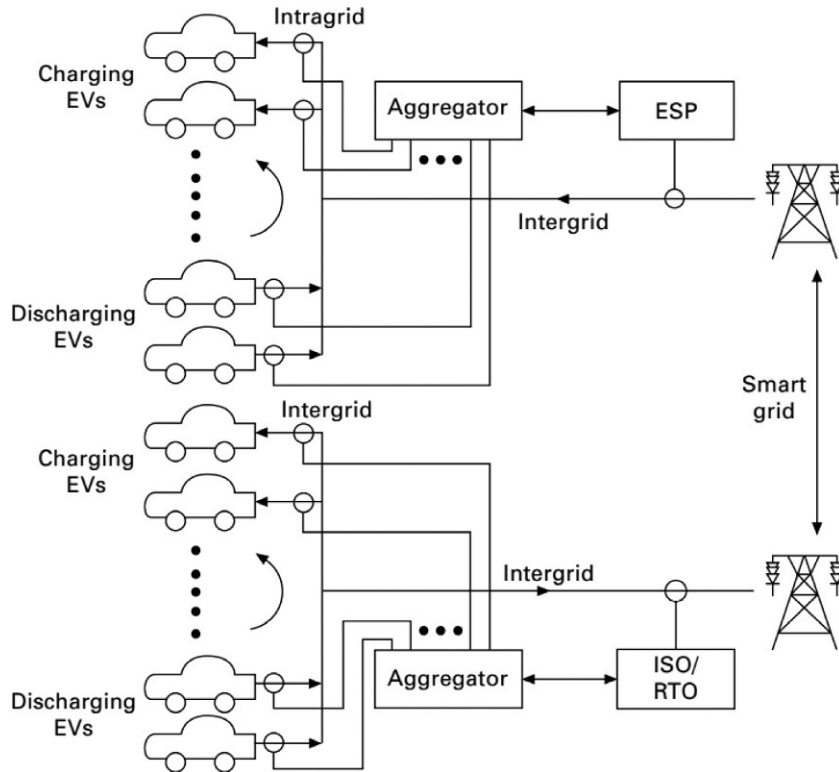 Intragrid
Charging
EVs
Aggregator
ESP
Intergrid
Discharging
EVs
Smart
grid
Intergrid
Charging
EVs
Intergrid
Aggregator
ISO/
RTO
Discharging
EVs